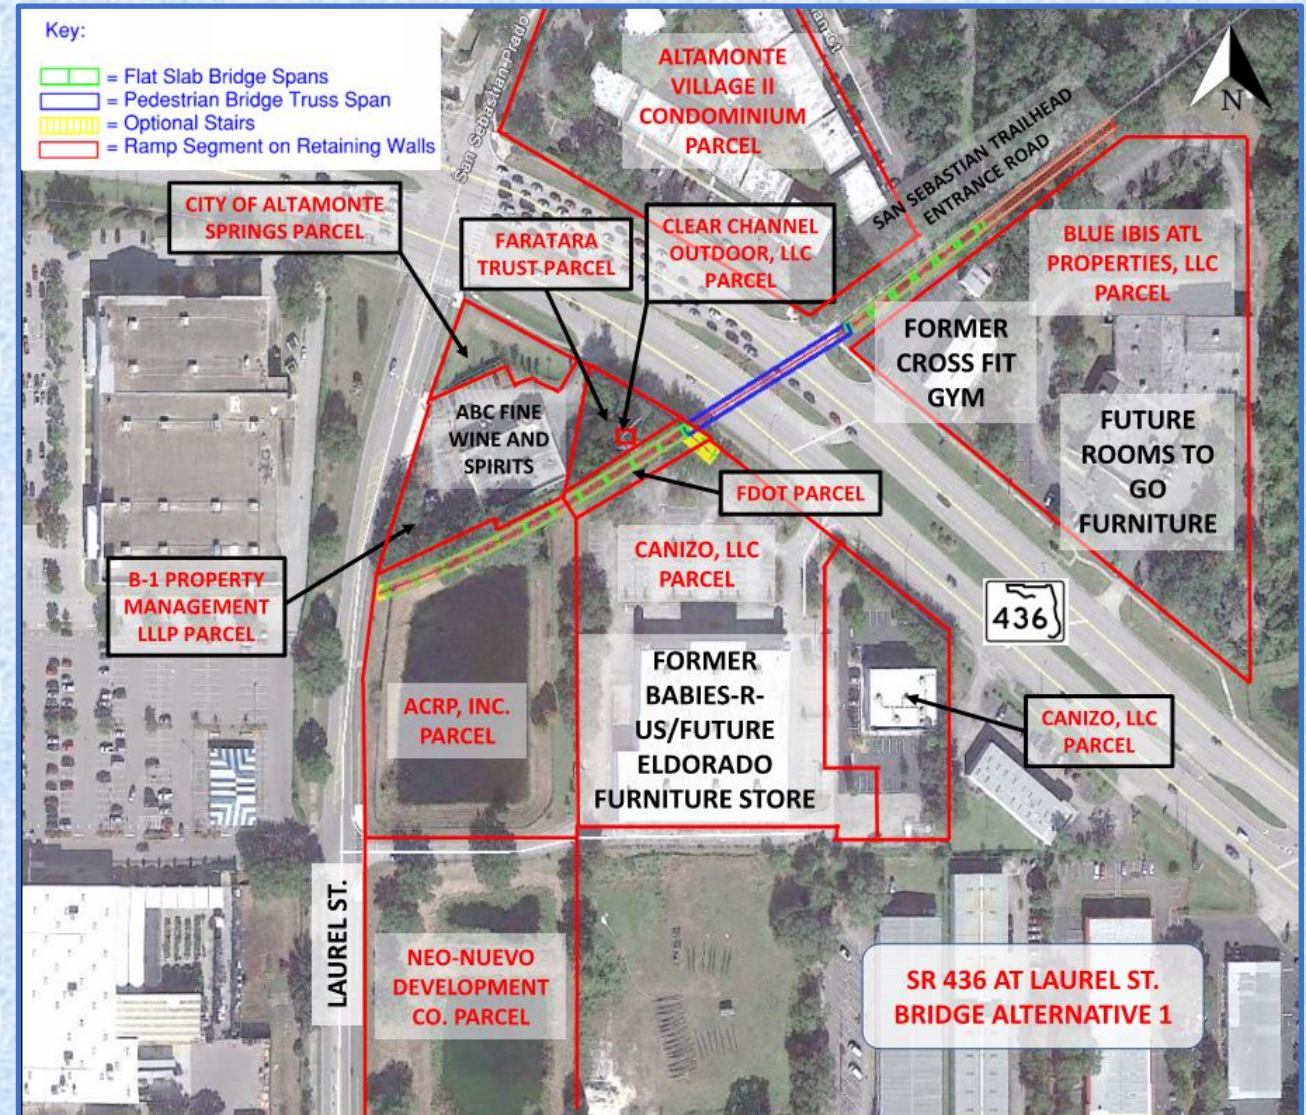 Key:
= Flat Slab Bridge Spans
= Pedestrian Bridge Truss Span
= Optional Stairs
= Ramp Segment on Retaining Walls
San Sebastian Prado
ALTAMONTE
VILLAGE II
CONDOMINIUM
PARCEL
N
SAN SEBASTIAN TRAILHEAD
ENTRANCE ROAD
CITY OF ALTAMONTE
SPRINGS PARCEL
FARATARA
TRUST PARCEL
CLEAR CHANNEL
OUTDOOR, LLC
PARCEL
BLUE IBIS ATL
PROPERTIES, LLC
PARCEL
FORMER
CROSS FIT
GYM
ABC FINE
WINE AND
SPIRITS
FUTURE
ROOMS TO
GO
FURNITURE
FDOT PARCEL
CANIZO, LLC
PARCEL
B-1 PROPERTY
MANAGEMENT
LLLP PARCEL
436
FORMER
BABIES-R-
US/FUTURE
ELDORADO
FURNITURE STORE
ACRP, INC.
PARCEL
CANIZO, LLC
PARCEL
LAUREL ST.
NEO-NUEVO
DEVELOPMENT
CO. PARCEL
SR 436 AT LAUREL ST.
BRIDGE ALTERNATIVE 1